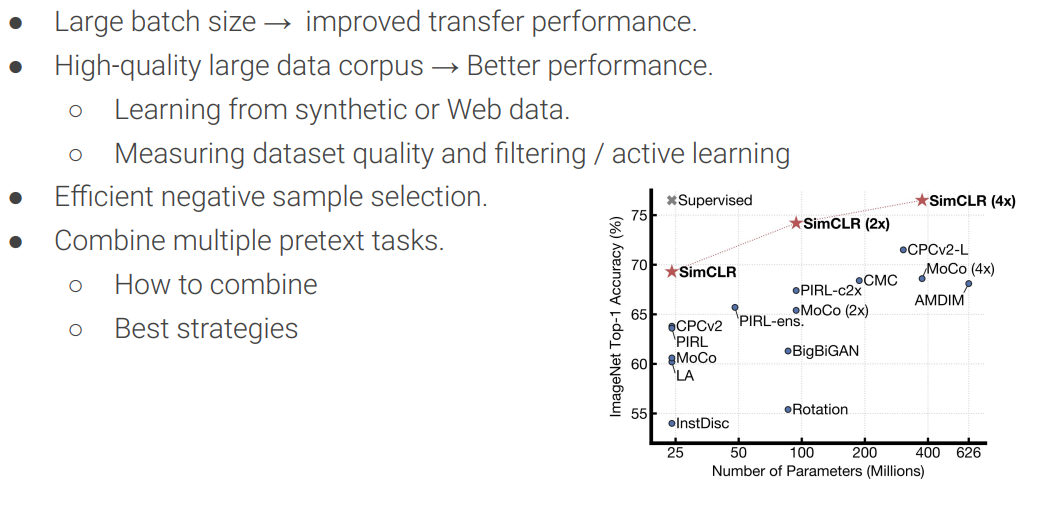 ● Large batch size → improved transfer performance.
● High-quality large data corpus → Better performance.
○ Learning from synthetic or Web data.
○ Measuring dataset quality and filtering / active learning
● Efficient negative sample selection.
● Combine multiple pretext tasks.
○ How to combine
○ Best strategies
ImageNet Top-1 Accuracy (%)
75
70
65
60
55
Supervised
SimCLR (4x)
SimCLR (2x)
CPCv2-L
MoCo (4x)
SimCLR
CMC
PIRL-c2x
AMDIM
MoCo (2x)
PIRL-ens.
CPCv2
PIRL
BigBiGAN
MoCo
LA
Rotation
InstDisc
25 50 100 200 400 626
Number of Parameters (Millions)